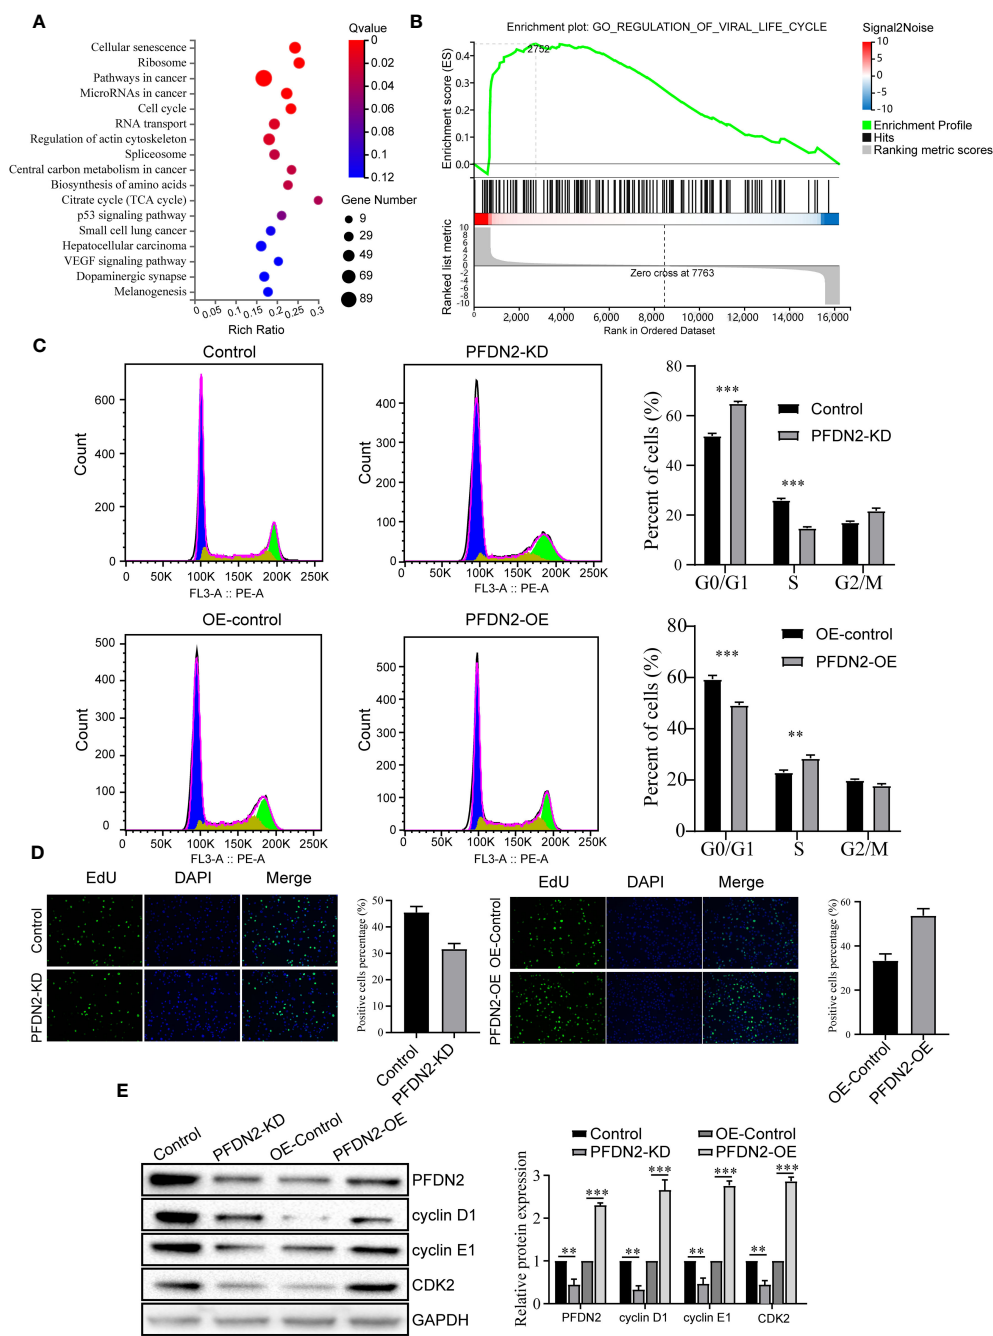 A
Cellular senescence
Ribosome
Pathways in cancer
MicroRNAs in cancer
Cell cycle
RNA transport
Regulation of actin cytoskeleton
Spliceosome
Central carbon metabolism in cancer
Biosynthesis of amino acids
Citrate cycle (TCA cycle)
p53 signaling pathway
Small cell lung cancer
Hepatocellular carcinoma
VEGF signaling pathway
Dopaminergic synapse
Melanogenesis
0 0.05 0.1 0.15 0.2 0.25 0.3
Rich Ratio
Qvalue
0
0.02
0.04
0.06
0.08
0.10
0.12
Gene Number
9
29
49
69
89
B
Enrichment plot: GO_REGULATION_OF_VIRAL_LIFE_CYCLE
Enrichment score (ES)
0.4
0.3
0.2
0.1
0.0
2752
Ranked list metric
10
8
6
4
2
0
-2
-4
-6
-8
-10
Zero cross at 7763
0 2,000 4,000 6,000 8,000 10,000 12,000 14,000 16,000
Rank in Ordered Dataset
Signal2Noise
10
5
0
-5
-10
Enrichment Profile
Hits
Ranking metric scores
C
Control
Count
600
400
200
0
0 50K 100K 150K 200K 250K
FL3-A :: PE-A
PFDN2-KD
Count
400
300
200
100
0
0 50K 100K 150K 200K 250K
FL3-A :: PE-A
Percent of cells (%)
80
60
40
20
0
***
***
Control
PFDN2-KD
G0/G1 S G2/M
OE-control
Count
500
400
300
200
100
0
0 50K 100K 150K 200K 250K
FL3-A :: PE-A
PFDN2-OE
Count
500
400
300
200
100
0
0 50K 100K 150K 200K 250K
FL3-A :: PE-A
Percent of cells (%)
80
60
40
20
0
***
**
OE-control
PFDN2-OE
G0/G1 S G2/M
D
EdU DAPI Merge
Control
PFDN2-KD
Positive cells percentage (%)
50
40
30
20
10
0
Control
PFDN2-KD
EdU DAPI Merge
OE-Control
PFDN2-OE
Positive cells percentage (%)
60
40
20
0
OE-Control
PFDN2-OE
E
Control PFDN2-KD OE-Control PFDN2-OE
PFDN2
cyclin D1
cyclin E1
CDK2
GAPDH
Control OE-Control
PFDN2-KD PFDN2-OE
Relative protein expression
3
2
1
0
** *** ** *** ** *** ** ***
PFDN2 cyclin D1 cyclin E1 CDK2